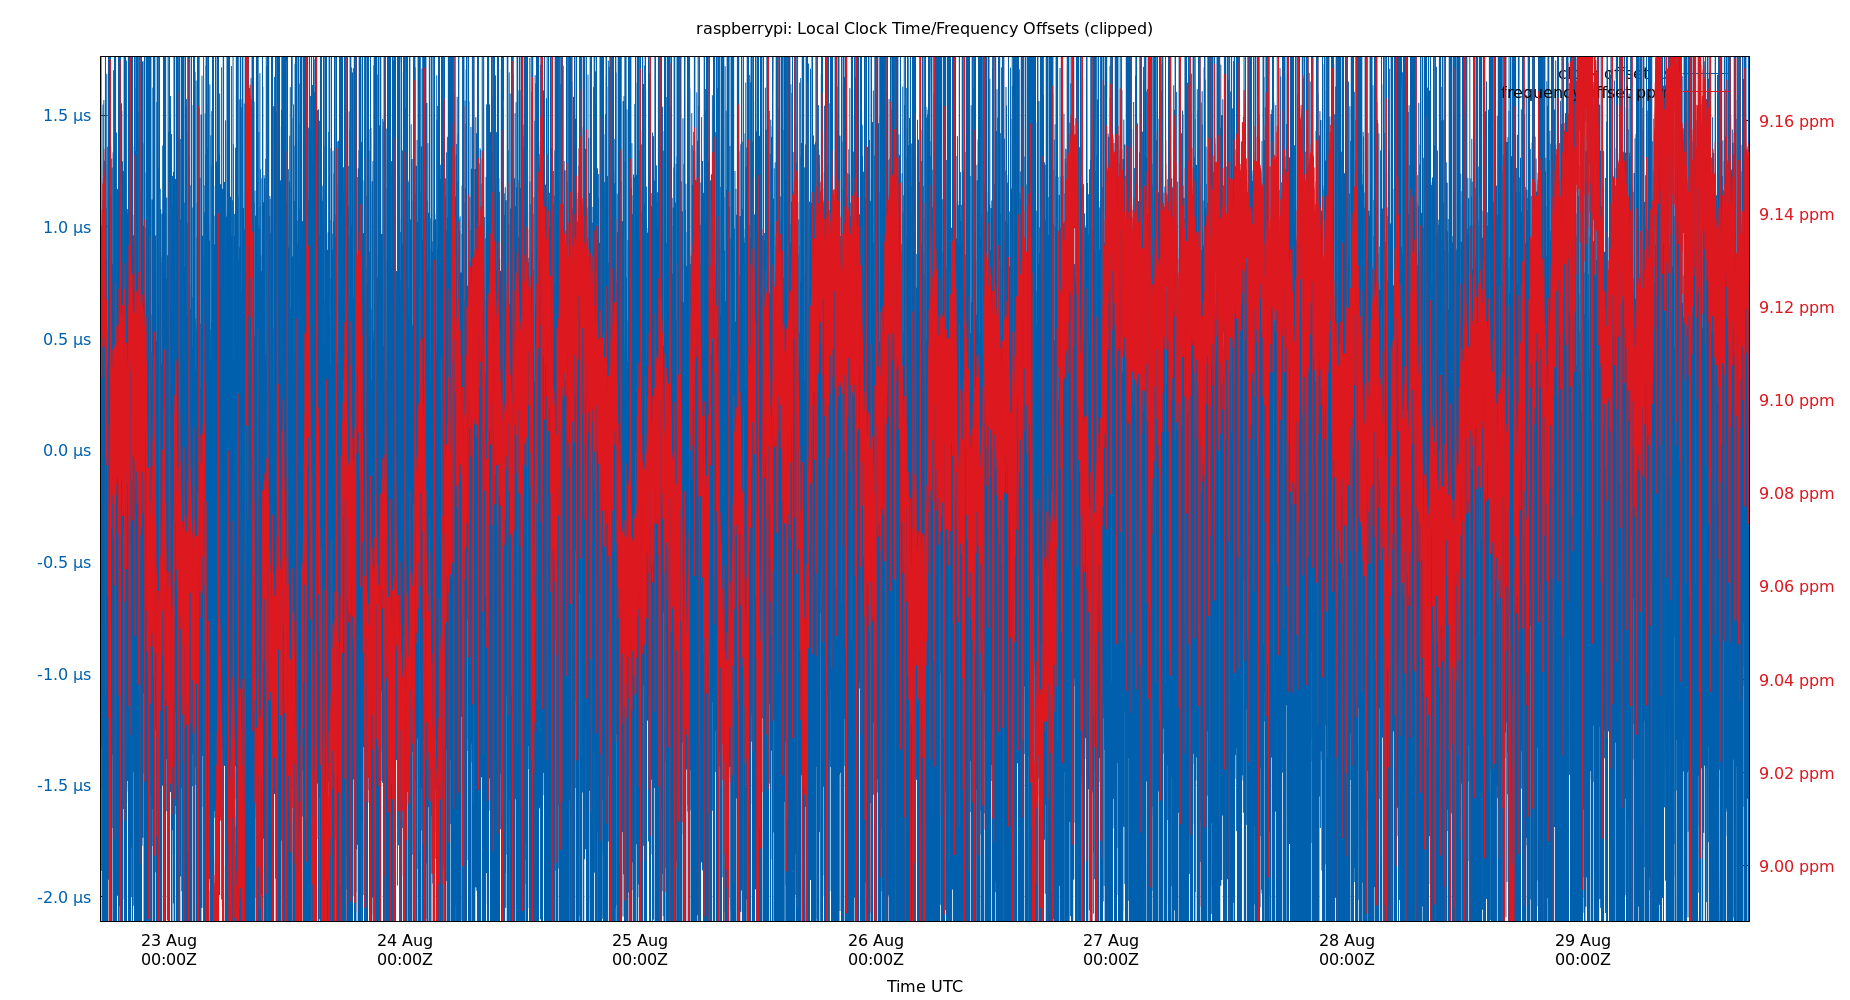 raspberrypi: Local Clock Time/Frequency Offsets (clipped)
offset
frequency offset ppm
1.5 µs
1.0 µs
0.5 µs
0.0 µs
-0.5 µs
-1.0 µs
-1.5 µs
-2.0 µs
9.16 ppm
9.14 ppm
9.12 ppm
9.10 ppm
9.08 ppm
9.06 ppm
9.04 ppm
9.02 ppm
9.00 ppm
23 Aug
00:00Z
24 Aug
00:00Z
25 Aug
00:00Z
26 Aug
00:00Z
27 Aug
00:00Z
28 Aug
00:00Z
29 Aug
00:00Z
Time UTC